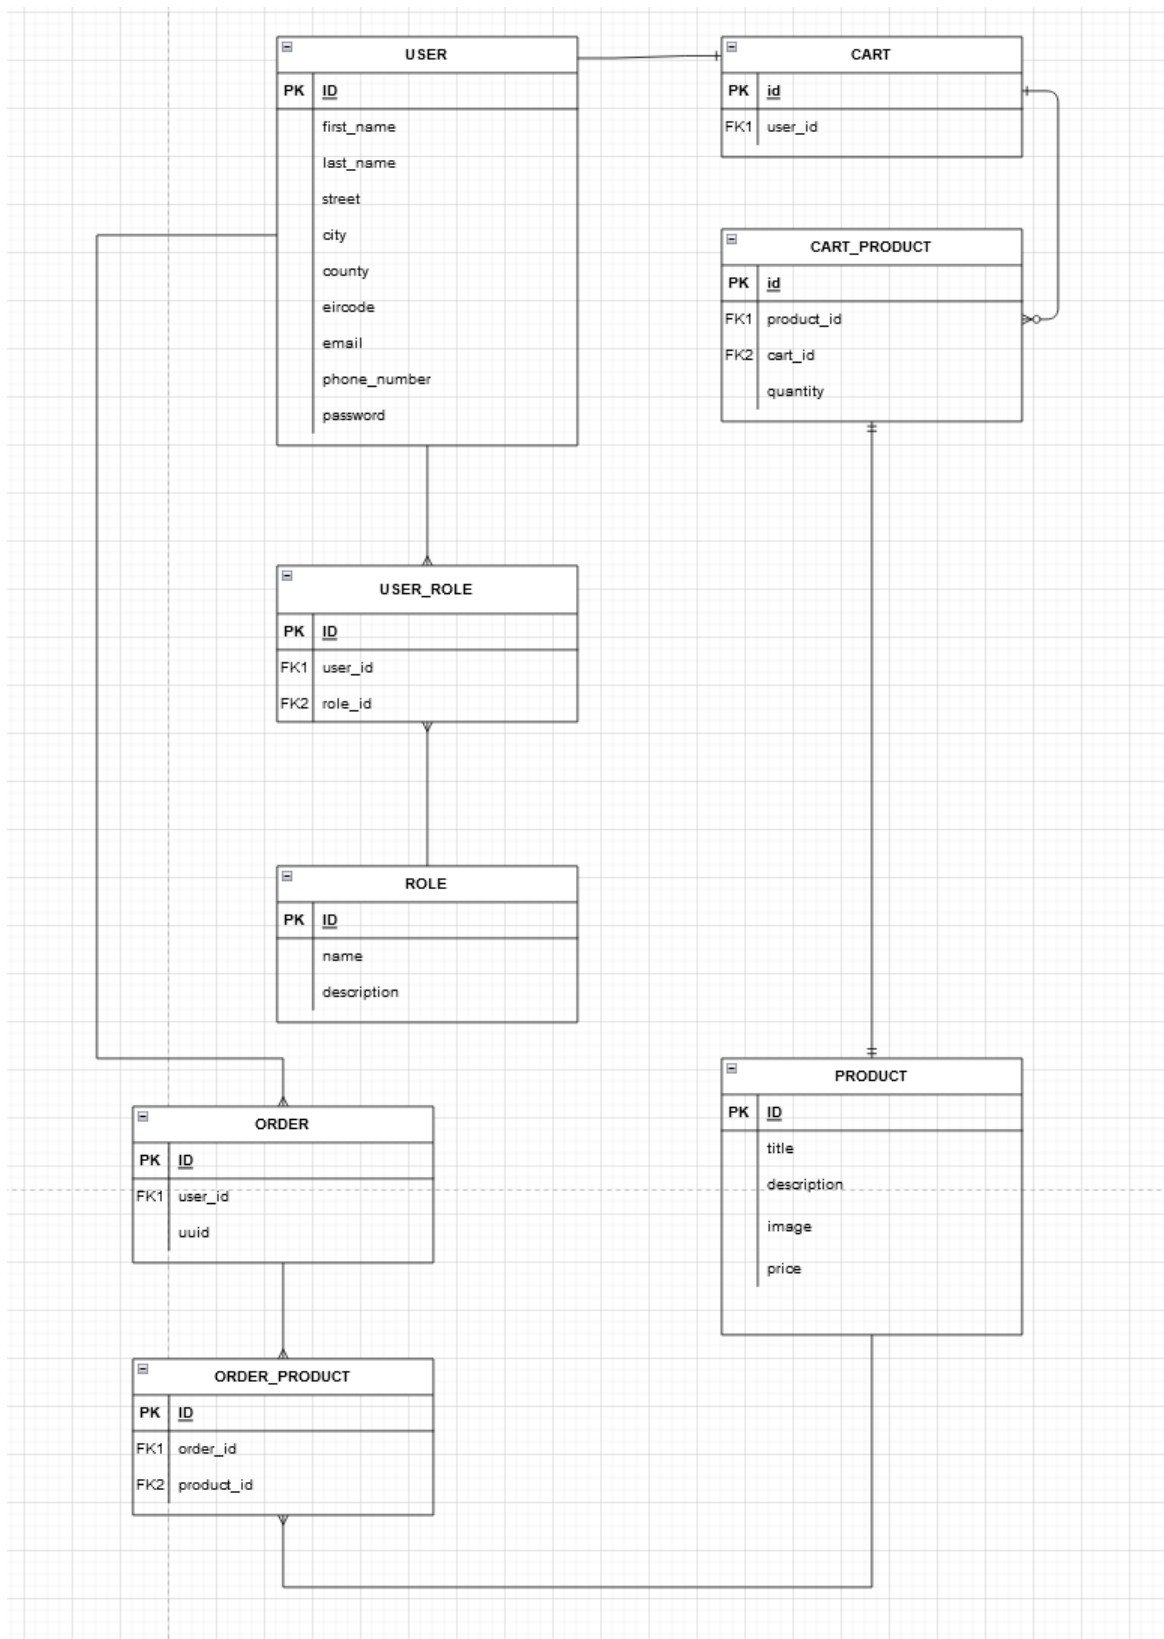 USER
PK ID
first_name
last_name
street
city
county
eircode
email
phone_number
password
CART
PK id
FK1 user_id
CART_PRODUCT
PK id
FK1 product_id
FK2 cart_id
quantity
USER_ROLE
PK ID
FK1 user_id
FK2 role_id
ROLE
PK ID
name
description
ORDER
PK ID
FK1 user_id
uuid
PRODUCT
PK ID
title
description
image
price
ORDER_PRODUCT
PK ID
FK1 order_id
FK2 product_id